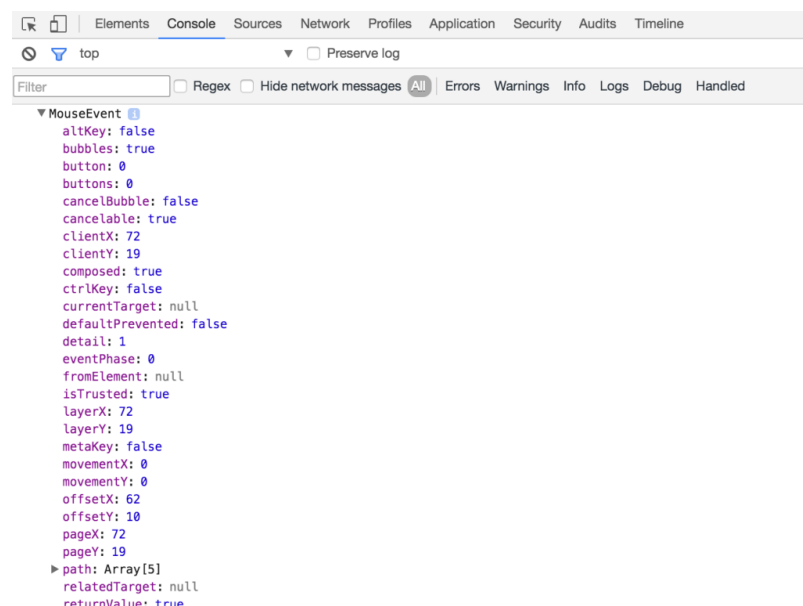 Elements Console Sources Network Profiles Application Security Audits Timeline
top Preserve log
Filter Regex Hide network messages All Errors Warnings Info Logs Debug Handled
MouseEvent i
altKey: false
bubbles: true
button: 0
buttons: 0
cancelBubble: false
cancelable: true
clientX: 72
clientY: 19
composed: true
ctrlKey: false
currentTarget: null
defaultPrevented: false
detail: 1
eventPhase: 0
fromElement: null
isTrusted: true
layerX: 72
layerY: 19
metaKey: false
movementX: 0
movementY: 0
offsetX: 62
offsetY: 10
pageX: 72
pageY: 19
path: Array[5]
relatedTarget: null
returnValue: true